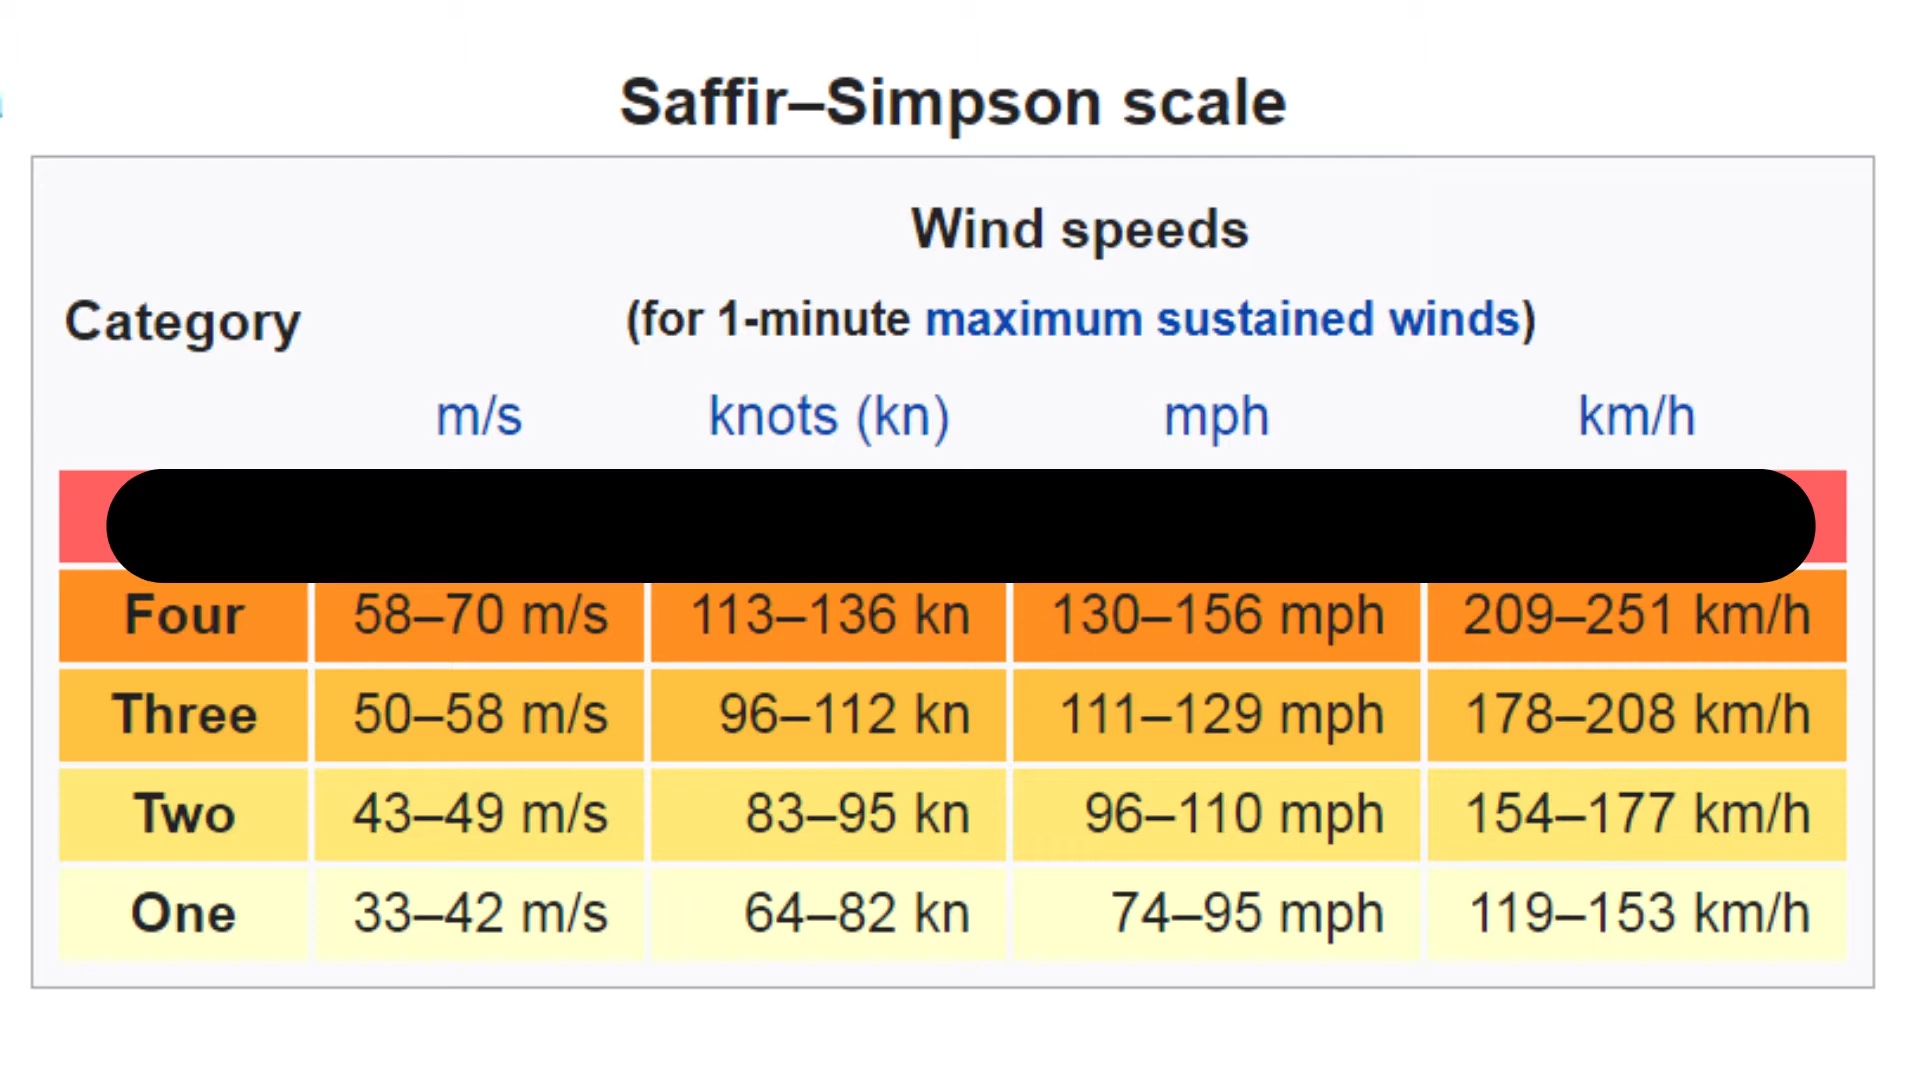 Saffir–Simpson scale
Wind speeds
Category
(for 1-minute maximum sustained winds)
m/s knots (kn) mph km/h
Four 58–70 m/s 113–136 kn 130–156 mph 209–251 km/h
Three 50–58 m/s 96–112 kn 111–129 mph 178–208 km/h
Two 43–49 m/s 83–95 kn 96–110 mph 154–177 km/h
One 33–42 m/s 64–82 kn 74–95 mph 119–153 km/h